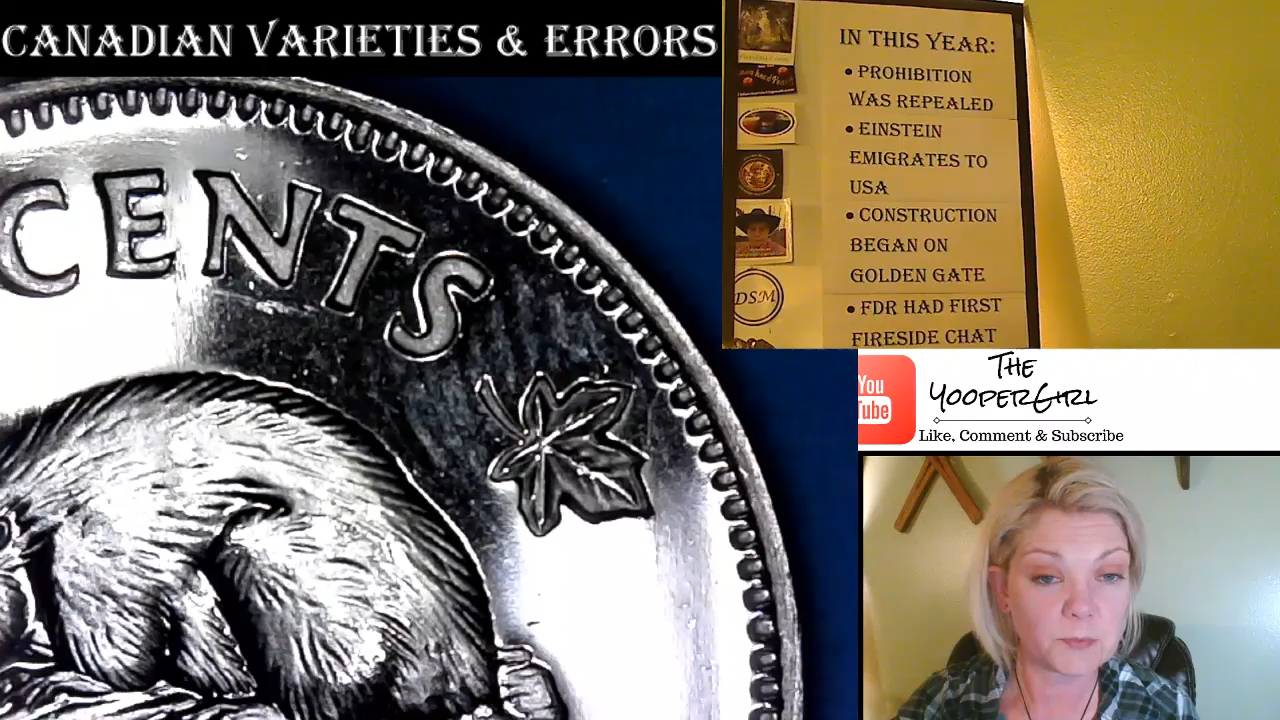 CANADIAN VARIETIES & ERRORS
CENTS
IN THIS YEAR:
• PROHIBITION
WAS REPEALED
• EINSTEIN
EMIGRATES TO
USA
• CONSTRUCTION
BEGAN ON
GOLDEN GATE
• FDR HAD FIRST
FIRESIDE CHAT
DSM
You
Tube
THE
YOOPERGIRL
Like, Comment & Subscribe